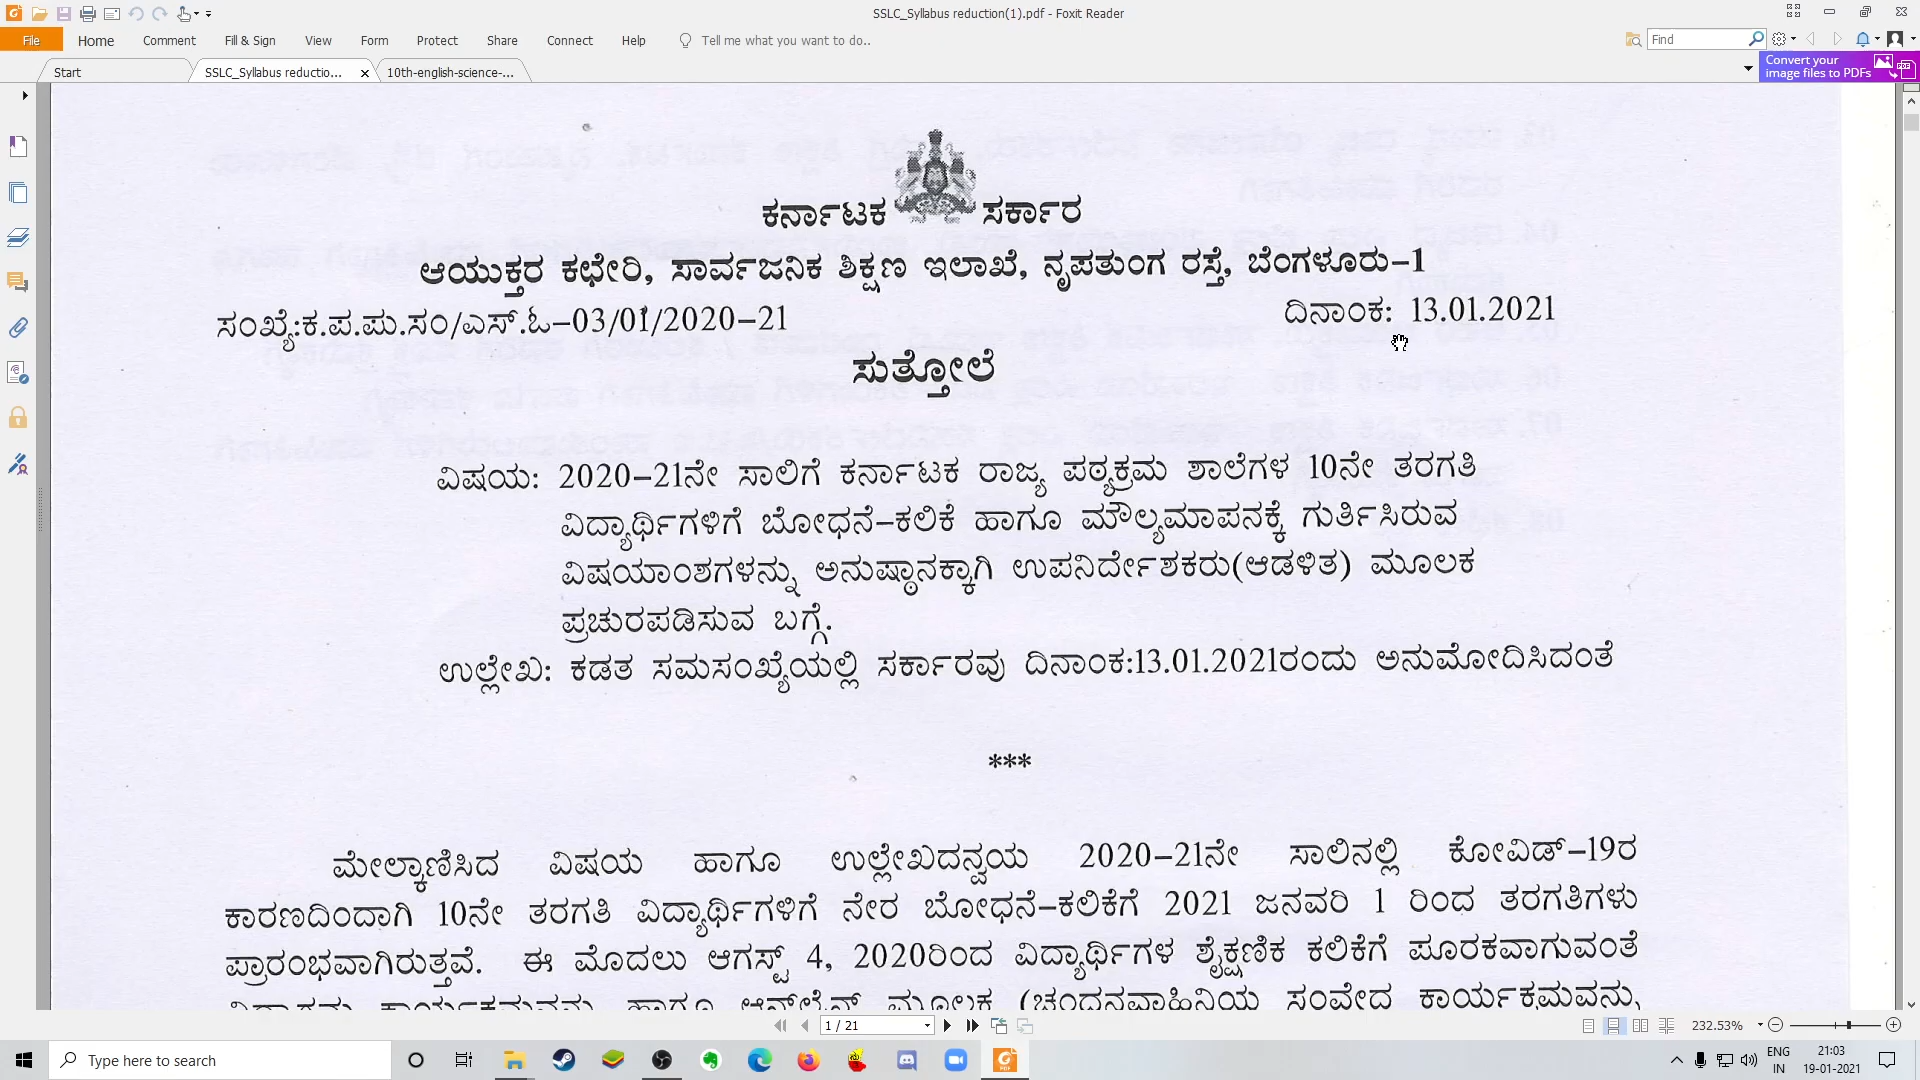 SSLC_Syllabus reduction(1).pdf - Foxit Reader
File Home Comment Fill & Sign View Form Protect Share Connect Help Tell me what you want to do.. Find
Start SSLC_Syllabus reductio... 10th-english-science-... Convert your
image files to PDFs
ಕರ್ನಾಟಕ ಸರ್ಕಾರ
ಆಯುಕ್ತರ ಕಛೇರಿ, ಸಾರ್ವಜನಿಕ ಶಿಕ್ಷಣ ಇಲಾಖೆ, ನೃಪತುಂಗ ರಸ್ತೆ, ಬೆಂಗಳೂರು-1
ಸಂಖ್ಯೆ:ಕ.ಪ.ಪು.ಸಂ/ಎಸ್.ಓ-03/01/2020-21 ದಿನಾಂಕ: 13.01.2021
ಸುತ್ತೋಲೆ
ವಿಷಯ: 2020-21ನೇ ಸಾಲಿಗೆ ಕರ್ನಾಟಕ ರಾಜ್ಯ ಪಠ್ಯಕ್ರಮ ಶಾಲೆಗಳ 10ನೇ ತರಗತಿ
ವಿದ್ಯಾರ್ಥಿಗಳಿಗೆ ಬೋಧನೆ-ಕಲಿಕೆ ಹಾಗೂ ಮೌಲ್ಯಮಾಪನಕ್ಕೆ ಗುರ್ತಿಸಿರುವ
ವಿಷಯಾಂಶಗಳನ್ನು ಅನುಷ್ಠಾನಕ್ಕಾಗಿ ಉಪನಿರ್ದೇಶಕರು(ಆಡಳಿತ) ಮೂಲಕ
ಪ್ರಚುರಪಡಿಸುವ ಬಗ್ಗೆ.
ಉಲ್ಲೇಖ: ಕಡತ ಸಮಸಂಖ್ಯೆಯಲ್ಲಿ ಸರ್ಕಾರವು ದಿನಾಂಕ:13.01.2021ರಂದು ಅನುಮೋದಿಸಿದಂತೆ
***
ಮೇಲ್ಕಾಣಿಸಿದ ವಿಷಯ ಹಾಗೂ ಉಲ್ಲೇಖದನ್ವಯ 2020-21ನೇ ಸಾಲಿನಲ್ಲಿ ಕೋವಿಡ್-19ರ
ಕಾರಣದಿಂದಾಗಿ 10ನೇ ತರಗತಿ ವಿದ್ಯಾರ್ಥಿಗಳಿಗೆ ನೇರ ಬೋಧನೆ-ಕಲಿಕೆಗೆ 2021 ಜನವರಿ 1 ರಿಂದ ತರಗತಿಗಳು
ಪ್ರಾರಂಭವಾಗಿರುತ್ತವೆ. ಈ ಮೊದಲು ಆಗಸ್ಟ್ 4, 2020ರಿಂದ ವಿದ್ಯಾರ್ಥಿಗಳ ಶೈಕ್ಷಣಿಕ ಕಲಿಕೆಗೆ ಪೂರಕವಾಗುವಂತೆ
ಕಾರ್ಯಕ್ರಮವನ್ನು ಹಾಗೂ ಆನ್‌ಲೈನ್ ಮೂಲಕ (ಚಂದನವಾಹಿನಿಯ ಸಂವೇದ ಕಾರ್ಯಕ್ರಮವನ್ನು,
1 / 21 232.53%
Type here to search ENG
IN 21:03
19-01-2021